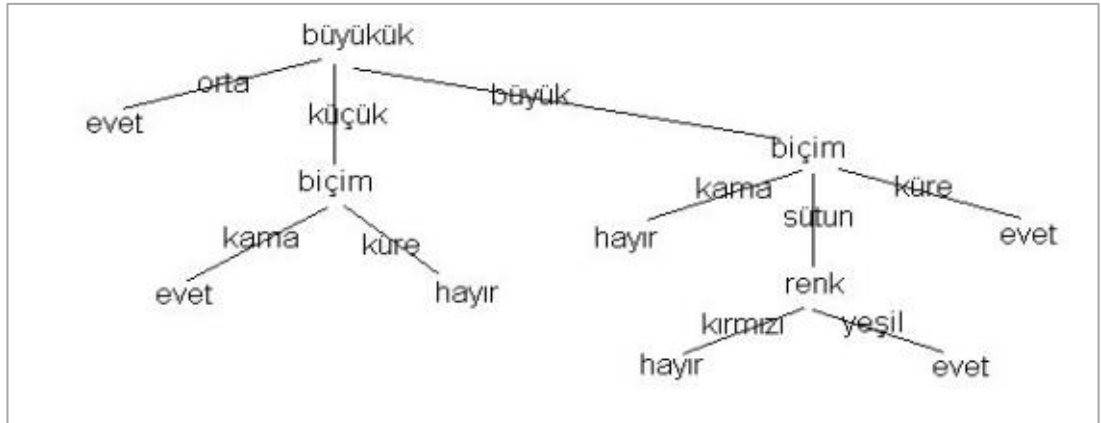 büyükük
orta
küçük
büyük
evet
biçim
biçim
kama
küre
kama
sütun
küre
hayır
evet
evet
hayır
renk
kırmızı
yeşil
hayır
evet